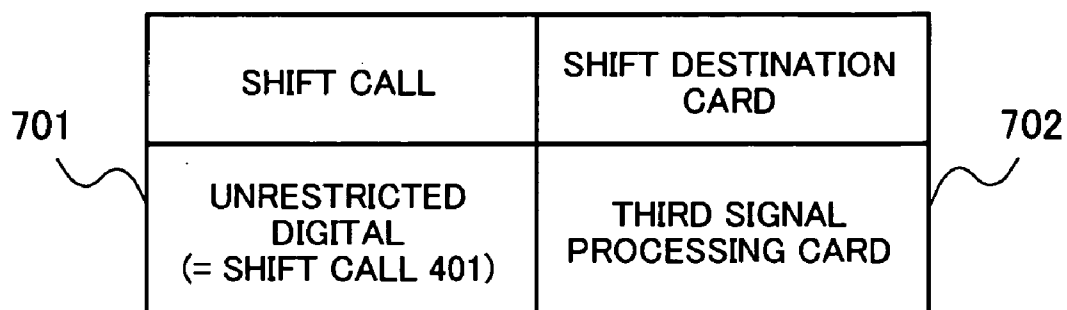 SHIFT CALL
SHIFT DESTINATION
CARD
701
702
UNRESTRICTED
DIGITAL
(= SHIFT CALL 401)
THIRD SIGNAL
PROCESSING CARD